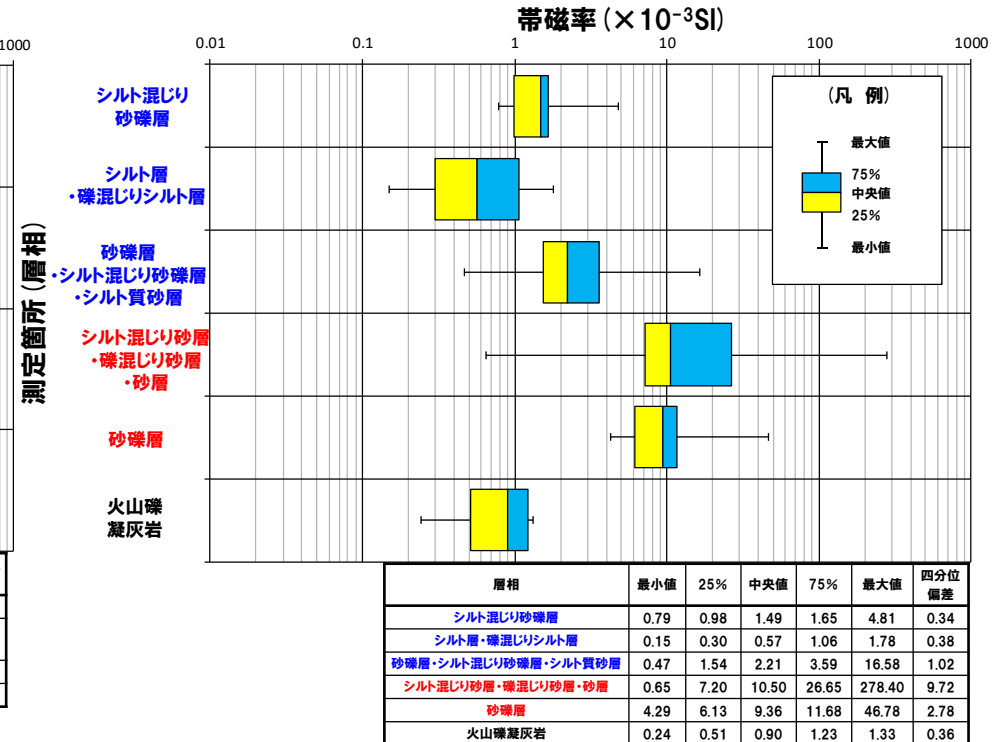 帯磁率(×10⁻³SI)
1000
0.01 0.1 1 10 100 1000
測定箇所(層相)
シルト混じり
砂礫層
シルト層
・礫混じりシルト層
砂礫層
・シルト混じり砂礫層
・シルト質砂層
シルト混じり砂層
・礫混じり砂層
・砂層
砂礫層
火山礫
凝灰岩
(凡 例)
最大値
75%
中央値
25%
最小値
層相 最小値 25% 中央値 75% 最大値 四分位
偏差
シルト混じり砂礫層 0.79 0.98 1.49 1.65 4.81 0.34
シルト層・礫混じりシルト層 0.15 0.30 0.57 1.06 1.78 0.38
砂礫層・シルト混じり砂礫層・シルト質砂層 0.47 1.54 2.21 3.59 16.58 1.02
シルト混じり砂層・礫混じり砂層・砂層 0.65 7.20 10.50 26.65 278.40 9.72
砂礫層 4.29 6.13 9.36 11.68 46.78 2.78
火山礫凝灰岩 0.24 0.51 0.90 1.23 1.33 0.36